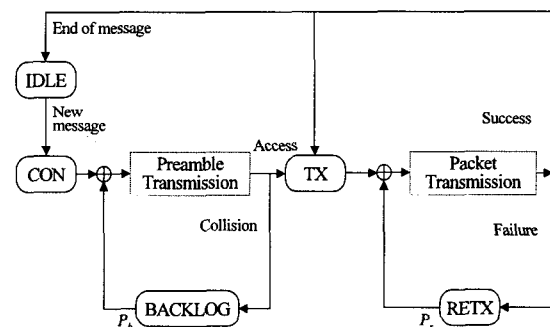 End of message
IDLE
New
message
Success
Access
CON
Preamble
Transmission
TX
Packet
Transmission
Collision
Failure
BACKLOG
RETX